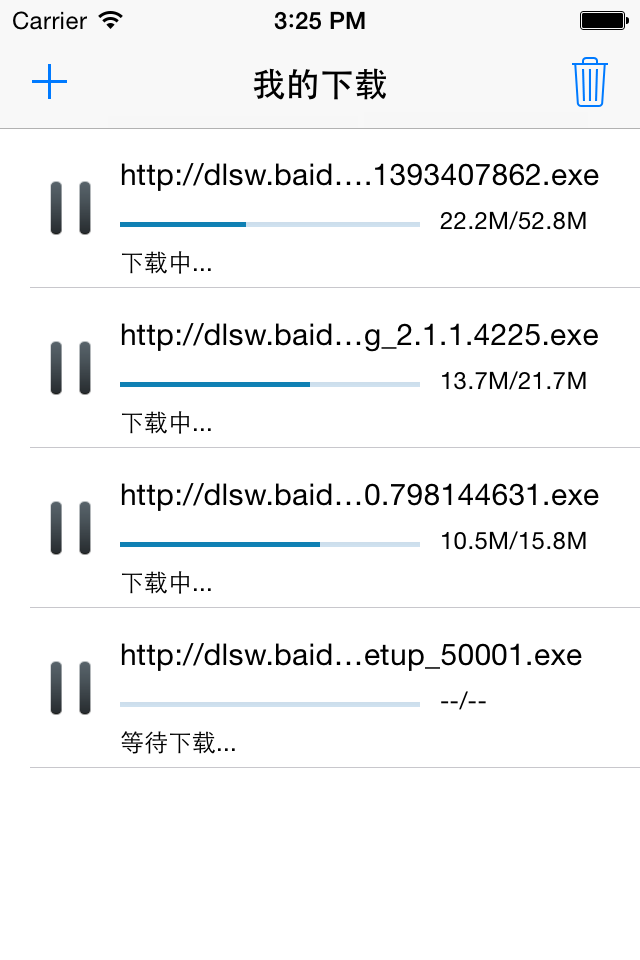 Carrier 3:25 PM
我的下载
http://dlsw.baid….1393407862.exe
22.2M/52.8M
下载中...
http://dlsw.baid…g_2.1.1.4225.exe
13.7M/21.7M
下载中...
http://dlsw.baid…0.798144631.exe
10.5M/15.8M
下载中...
http://dlsw.baid…etup_50001.exe
--/--
等待下载...